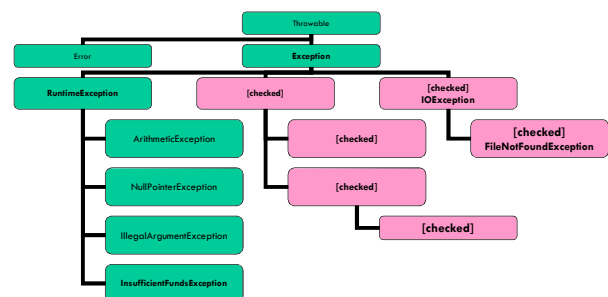 Throwable
Error
Exception
RuntimeException
[checked]
[checked]
IOException
ArithmeticException
[checked]
[checked]
FileNotFoundException
NullPointerException
[checked]
IllegalArgumentException
[checked]
InsufficientFundsException